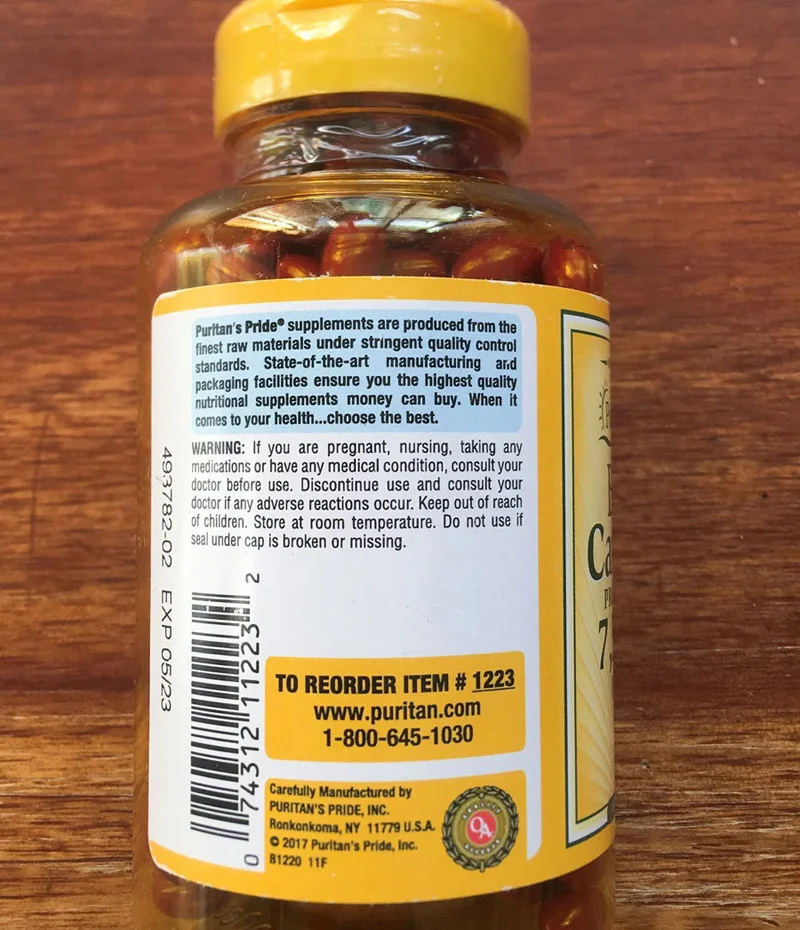 Puritan's Pride® supplements are produced from the
finest raw materials under stringent quality control
standards. State-of-the-art manufacturing and
packaging facilities ensure you the highest quality
nutritional supplements money can buy. When it
comes to your health...choose the best.
WARNING: If you are pregnant, nursing, taking any
medications or have any medical condition, consult your
doctor before use. Discontinue use and consult your
doctor if any adverse reactions occur. Keep out of reach
of children. Store at room temperature. Do not use if
seal under cap is broken or missing.
493782-02 EXP 05/23
0 74312 11223 2
TO REORDER ITEM # 1223
www.puritan.com
1-800-645-1030
Carefully Manufactured by
PURITAN'S PRIDE, INC.
Ronkonkoma, NY 11779 U.S.A.
© 2017 Puritan's Pride, Inc.
B1220 11F
QA
Ca
7